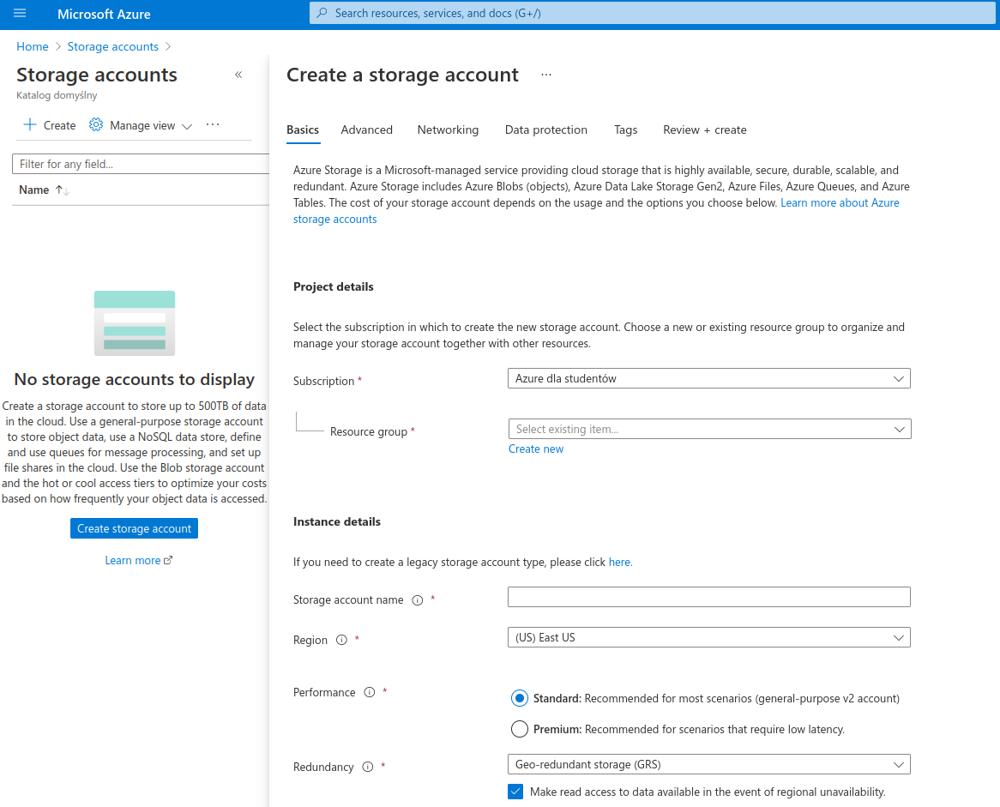 Microsoft Azure
Search resources, services, and docs (G+/)
Home > Storage accounts >
Storage accounts «
Katalog domyślny
+ Create Manage view ···
Filter for any field...
Name ↑↓
No storage accounts to display
Create a storage account to store up to 500TB of data
in the cloud. Use a general-purpose storage account
to store object data, use a NoSQL data store, define
and use queues for message processing, and set up
file shares in the cloud. Use the Blob storage account
and the hot or cool access tiers to optimize your costs
based on how frequently your object data is accessed.
Create storage account
Learn more
Create a storage account ···
Basics Advanced Networking Data protection Tags Review + create
Azure Storage is a Microsoft-managed service providing cloud storage that is highly available, secure, durable, scalable, and
redundant. Azure Storage includes Azure Blobs (objects), Azure Data Lake Storage Gen2, Azure Files, Azure Queues, and Azure
Tables. The cost of your storage account depends on the usage and the options you choose below. Learn more about Azure
storage accounts
Project details
Select the subscription in which to create the new storage account. Choose a new or existing resource group to organize and
manage your storage account together with other resources.
Subscription * Azure dla studentów
Resource group * Select existing item...
Create new
Instance details
If you need to create a legacy storage account type, please click here.
Storage account name *
Region * (US) East US
Performance *
Standard: Recommended for most scenarios (general-purpose v2 account)
Premium: Recommended for scenarios that require low latency.
Redundancy * Geo-redundant storage (GRS)
Make read access to data available in the event of regional unavailability.